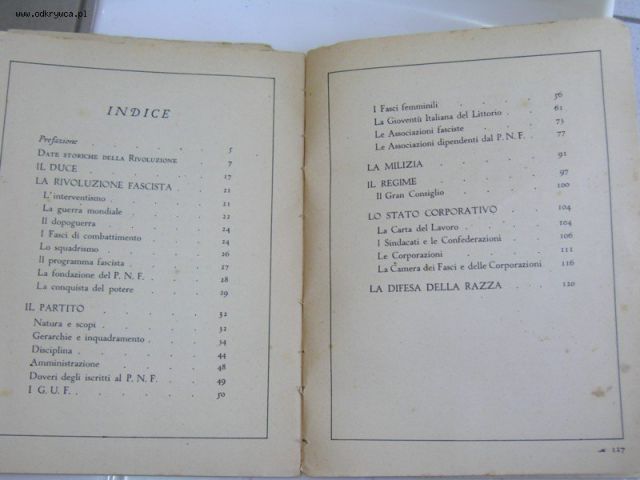 www.odkrywca.pl
INDICE
Prefazione . . . . . . . 5
DATE STORICHE DELLA RIVOLUZIONE . . . 7
IL DUCE . . . . . . . 17
LA RIVOLUZIONE FASCISTA . . . 21
L'interventismo . . . . . 21
La guerra mondiale . . . . 22
Il dopoguerra . . . . . 24
I Fasci di combattimento . . . 24
Lo squadrismo . . . . . 26
Il programma fascista . . . . 27
La fondazione del P. N. F. . . . 28
La conquista del potere . . . 29
IL PARTITO . . . . . . 32
Natura e scopi . . . . . 32
Gerarchie e inquadramento . . . 34
Disciplina . . . . . . 44
Amministrazione . . . . . 48
Doveri degli iscritti al P. N. F. . . 49
I G. U. F. . . . . . . 50
I Fasci femminili . . . . . 56
La Gioventù Italiana del Littorio . . 61
Le Associazioni fasciste . . . . 73
Le Associazioni dipendenti dal P. N. F. . 77
LA MILIZIA . . . . . . 91
IL REGIME . . . . . . 97
Il Gran Consiglio . . . . . 100
LO STATO CORPORATIVO . . . 104
La Carta del Lavoro . . . . 104
I Sindacati e le Confederazioni . . 106
Le Corporazioni . . . . . 111
La Camera dei Fasci e delle Corporazioni . 116
LA DIFESA DELLA RAZZA . . . 120
127